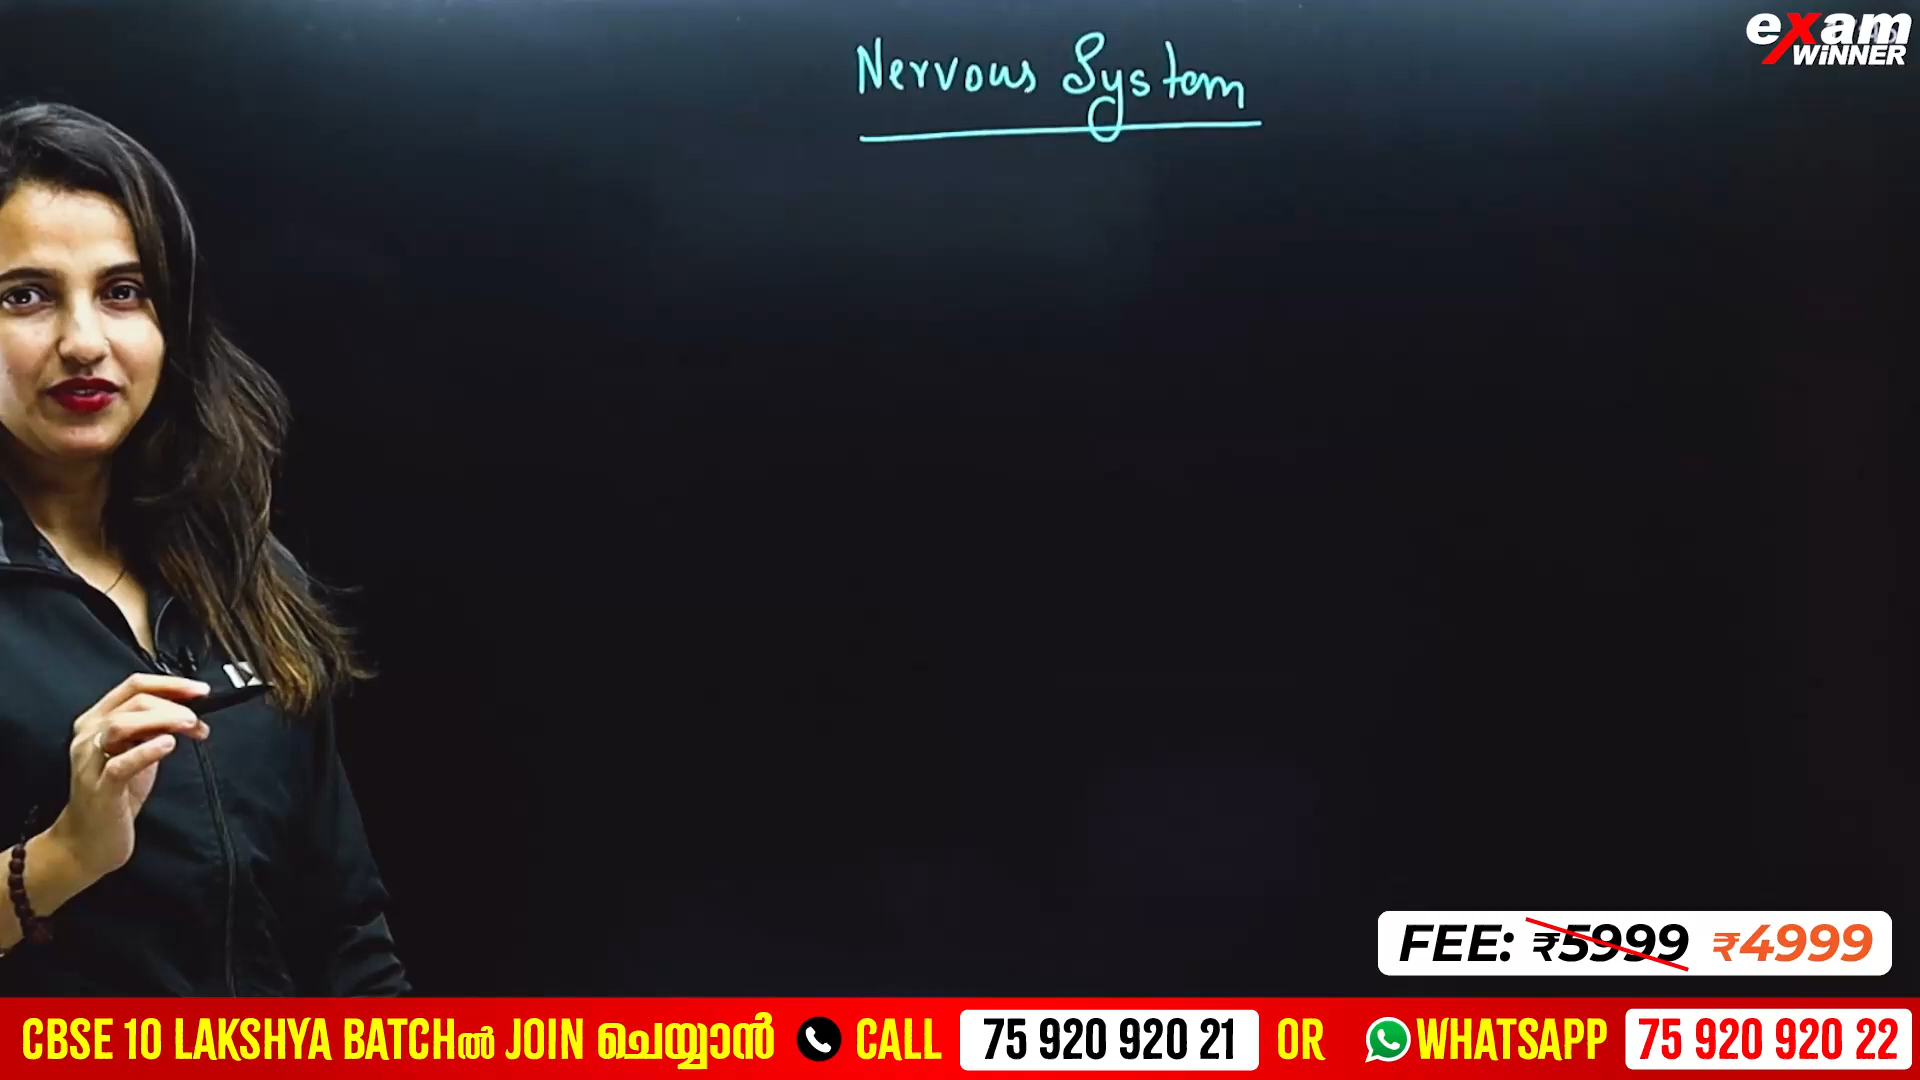 Nervous System
exam
WiNNER
FEE: ₹5999 ₹4999
CBSE 10 LAKSHYA BATCHൽ JOIN ചെയ്യാൻ CALL 75 920 920 21 OR WHATSAPP 75 920 920 22